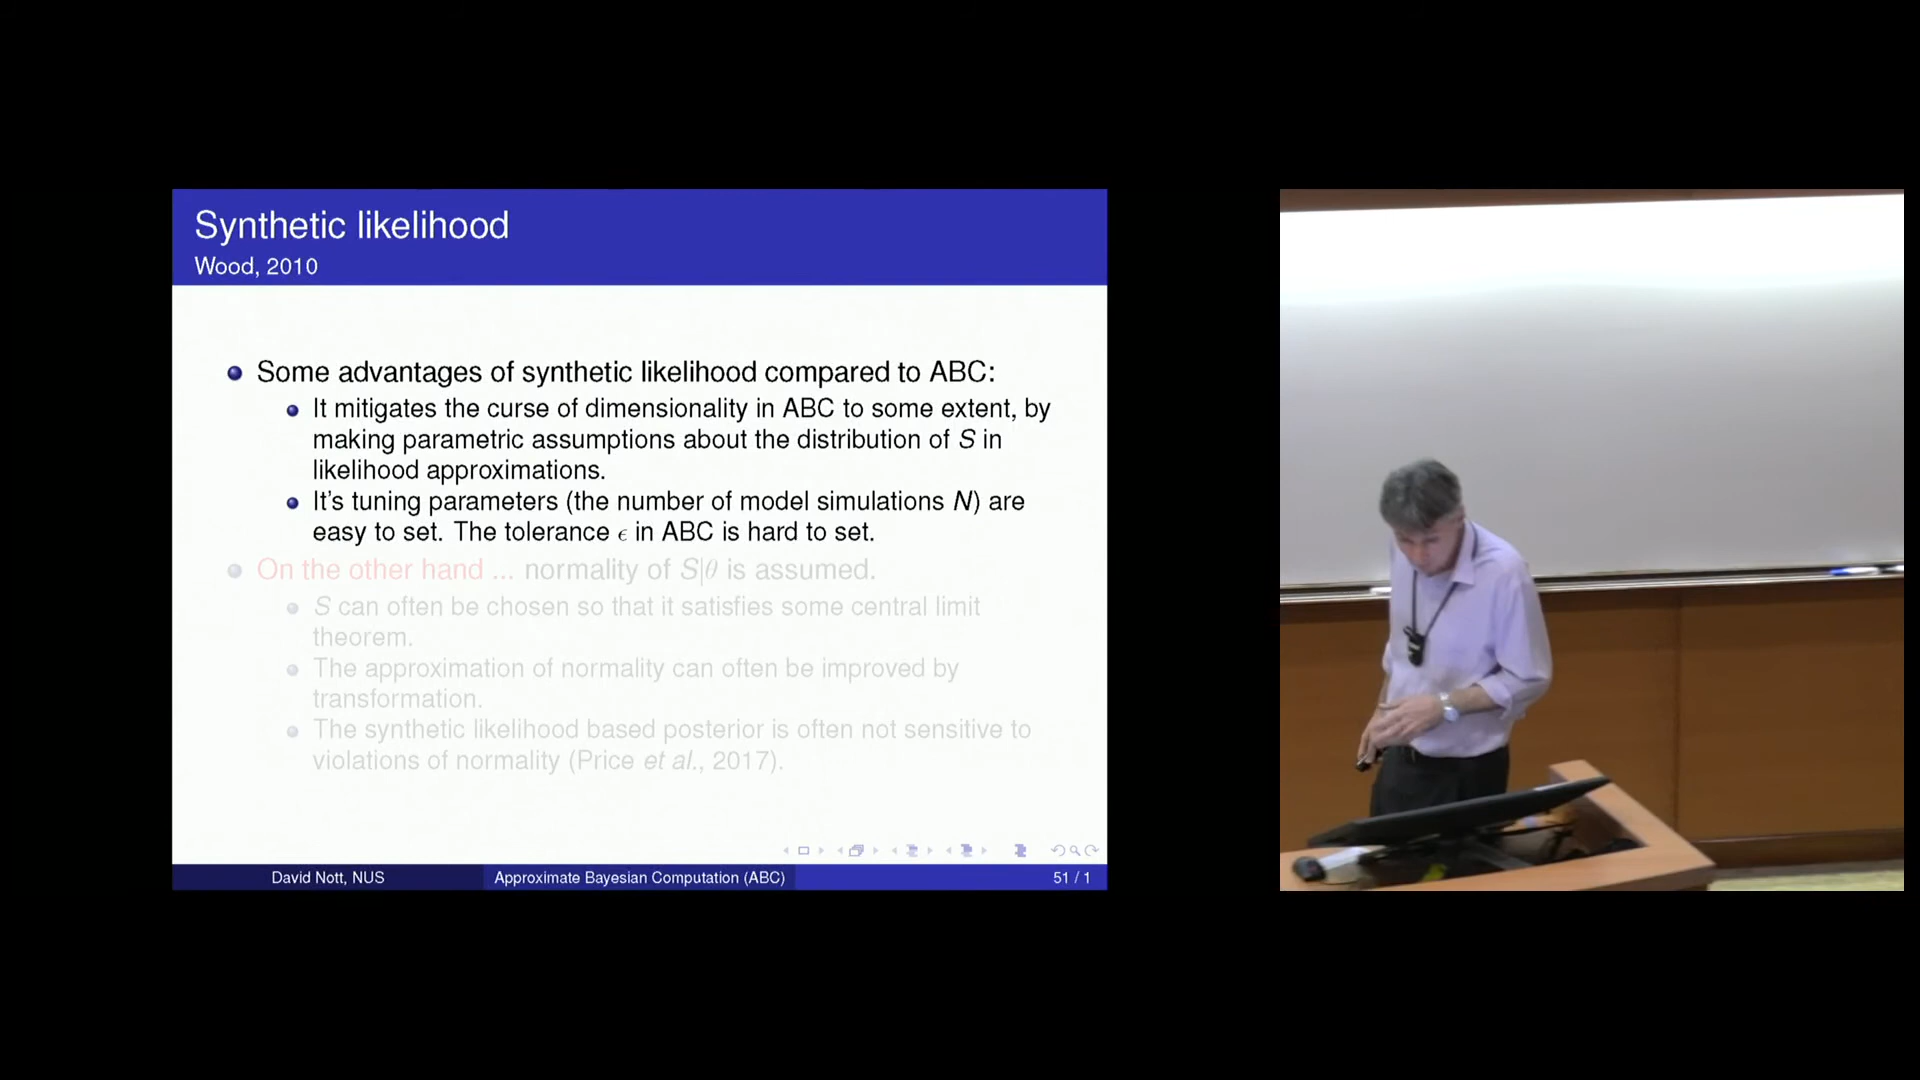 Synthetic likelihood
Wood, 2010
Some advantages of synthetic likelihood compared to ABC:
It mitigates the curse of dimensionality in ABC to some extent, by
making parametric assumptions about the distribution of S in
likelihood approximations.
It's tuning parameters (the number of model simulations N) are
easy to set. The tolerance ϵ in ABC is hard to set.
On the other hand ... normality of S|θ is assumed.
S can often be chosen so that it satisfies some central limit
theorem.
The approximation of normality can often be improved by
transformation.
The synthetic likelihood based posterior is often not sensitive to
violations of normality (Price et al., 2017).
David Nott, NUS
Approximate Bayesian Computation (ABC)
51 / 1